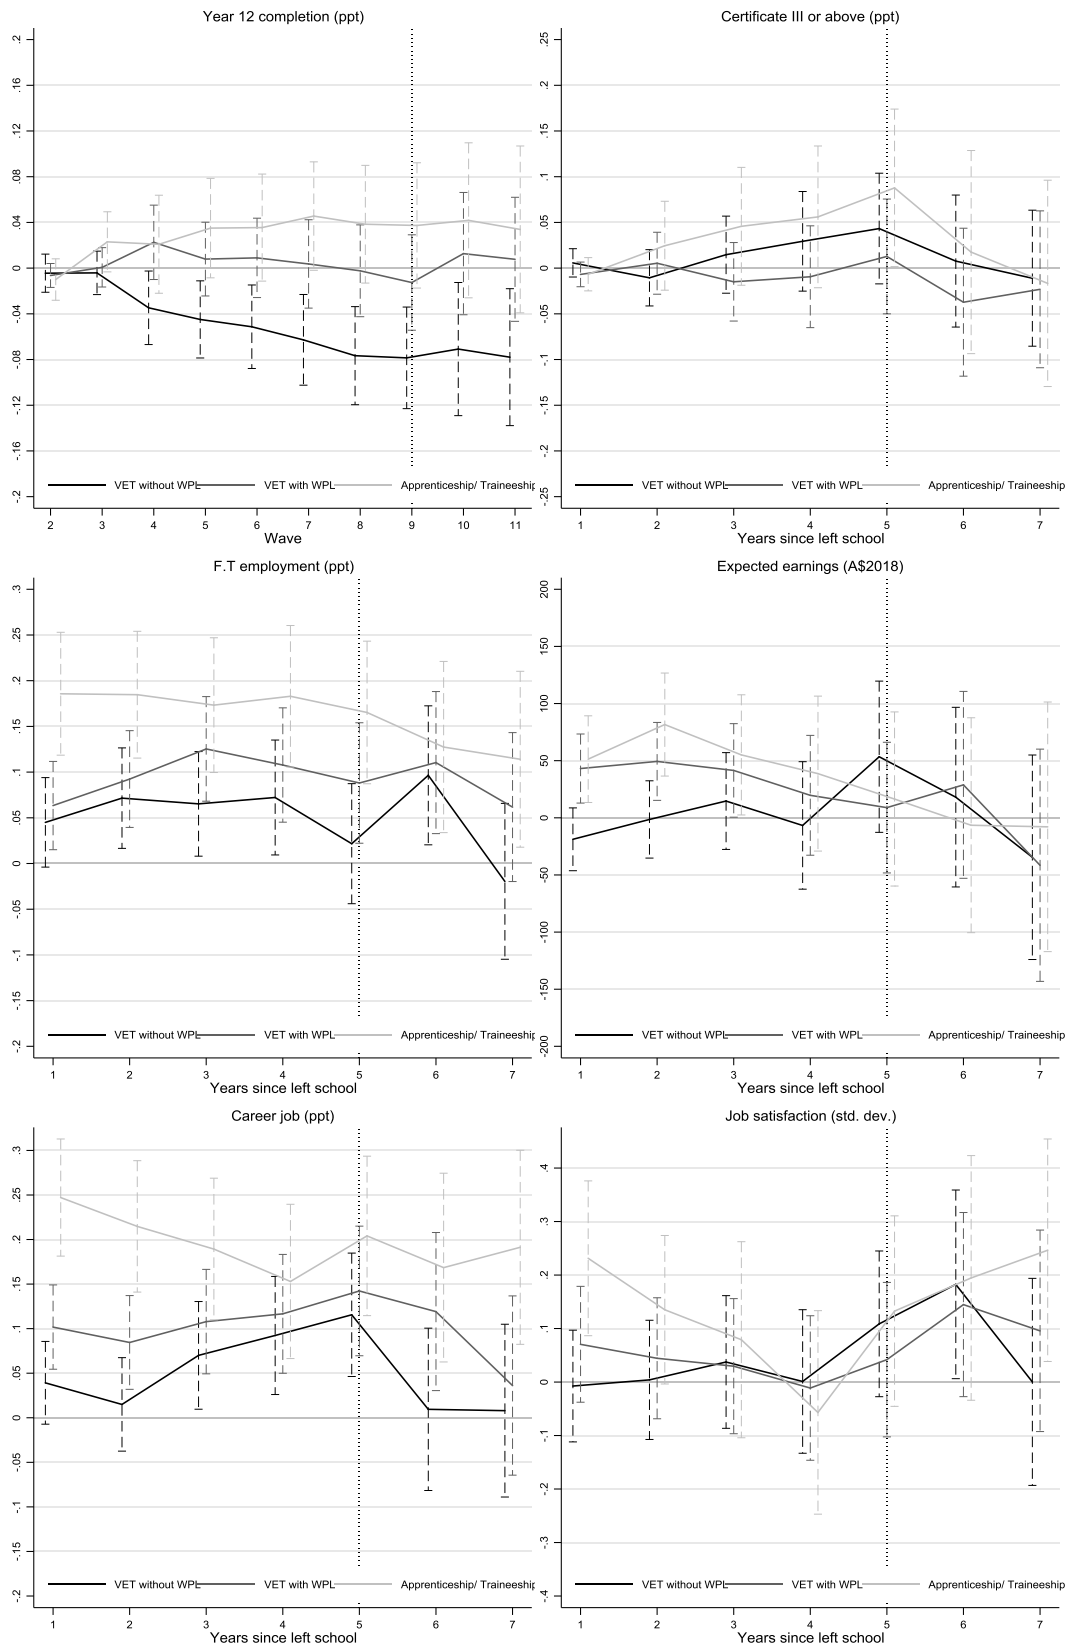 Year 12 completion (ppt)
.2
.16
.12
.08
.04
0
-.04
-.08
-.12
-.16
-.2
VET without WPL VET with WPL Apprenticeship/ Traineeship
2 3 4 5 6 7 8 9 10 11
Wave
Certificate III or above (ppt)
.25
.2
.15
.1
.05
0
-.05
-.1
-.15
-.2
-.25
VET without WPL VET with WPL Apprenticeship/ Traineeship
1 2 3 4 5 6 7
Years since left school
F.T employment (ppt)
.3
.25
.2
.15
.1
.05
0
-.05
-.1
-.15
-.2
VET without WPL VET with WPL Apprenticeship/ Traineeship
1 2 3 4 5 6 7
Years since left school
Expected earnings (A$2018)
200
150
100
50
0
-50
-100
-150
-200
VET without WPL VET with WPL Apprenticeship/ Traineeship
1 2 3 4 5 6 7
Years since left school
Career job (ppt)
.3
.25
.2
.15
.1
.05
0
-.05
-.1
-.15
-.2
VET without WPL VET with WPL Apprenticeship/ Traineeship
1 2 3 4 5 6 7
Years since left school
Job satisfaction (std. dev.)
.4
.3
.2
.1
0
-.1
-.2
-.3
-.4
VET without WPL VET with WPL Apprenticeship/ Traineeship
1 2 3 4 5 6 7
Years since left school